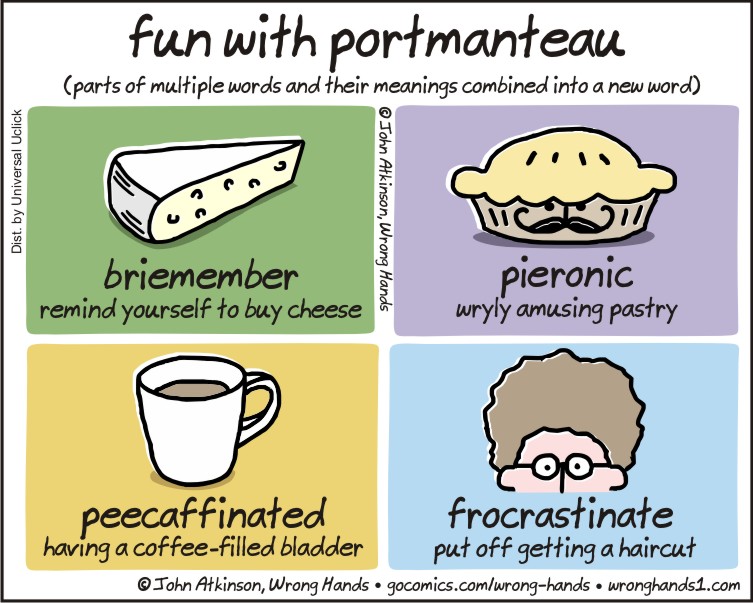 fun with portmanteau
(parts of multiple words and their meanings combined into a new word)
Dist. by Universal Uclick
© John Atkinson, Wrong Hands
briemember
remind yourself to buy cheese
pieronic
wryly amusing pastry
peecaffinated
having a coffee-filled bladder
frocrastinate
put off getting a haircut
© John Atkinson, Wrong Hands • gocomics.com/wrong-hands • wronghands1.com